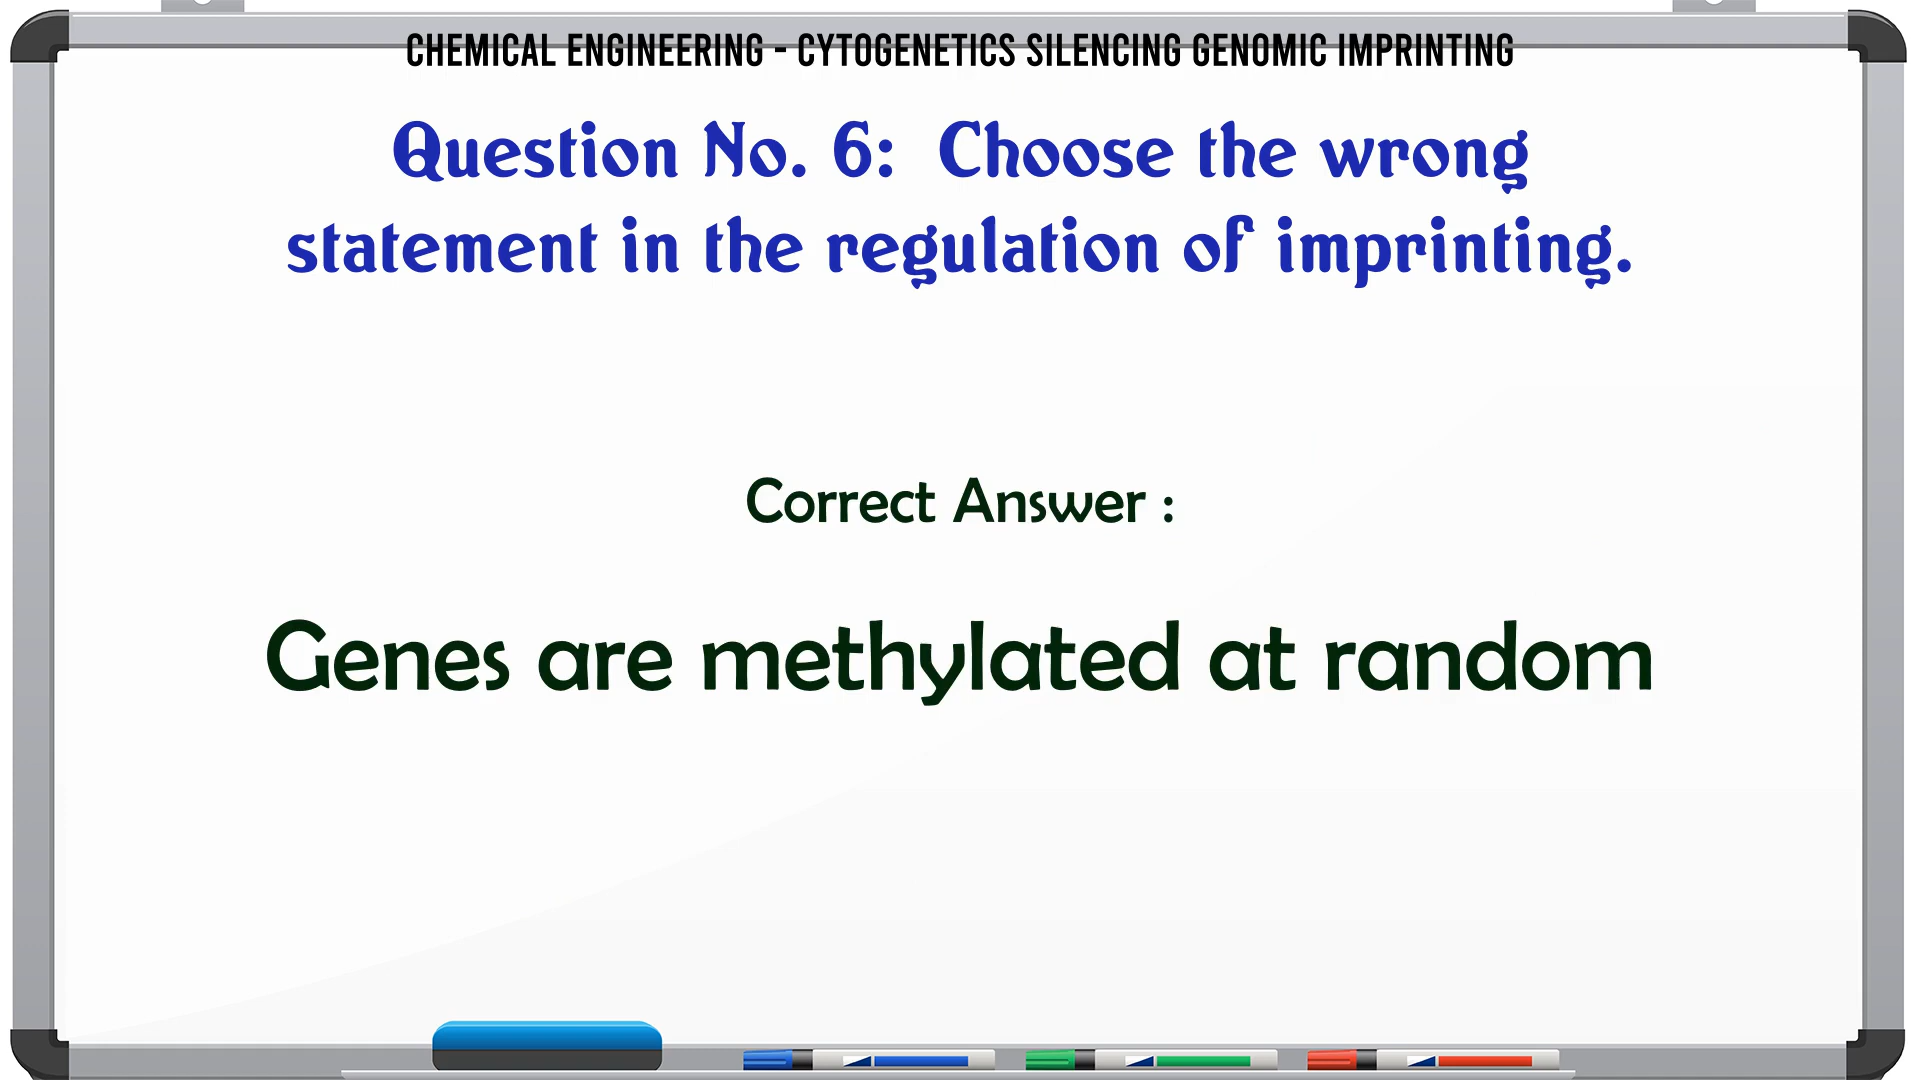 CHEMICAL ENGINEERING - CYTOGENETICS SILENCING GENOMIC IMPRINTING
Question No. 6:  Choose the wrong
statement in the regulation of imprinting.
Correct Answer :
Genes are methylated at random